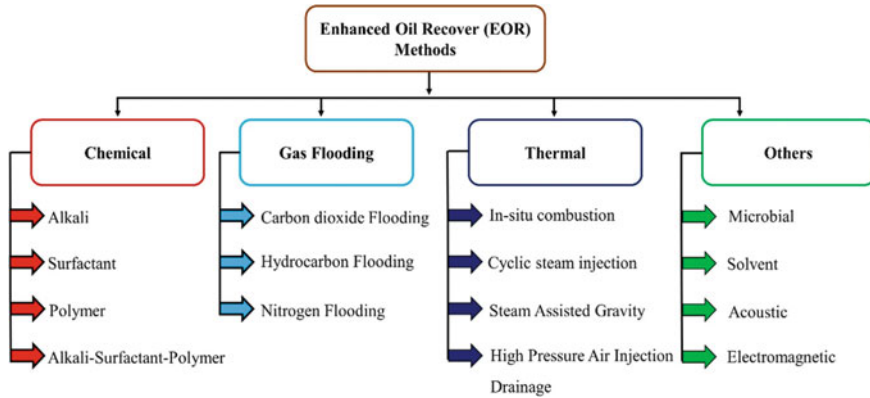 Enhanced Oil Recover (EOR)
Methods
Chemical
Alkali
Surfactant
Polymer
Alkali-Surfactant-Polymer
Gas Flooding
Carbon dioxide Flooding
Hydrocarbon Flooding
Nitrogen Flooding
Thermal
In-situ combustion
Cyclic steam injection
Steam Assisted Gravity
High Pressure Air Injection
Drainage
Others
Microbial
Solvent
Acoustic
Electromagnetic